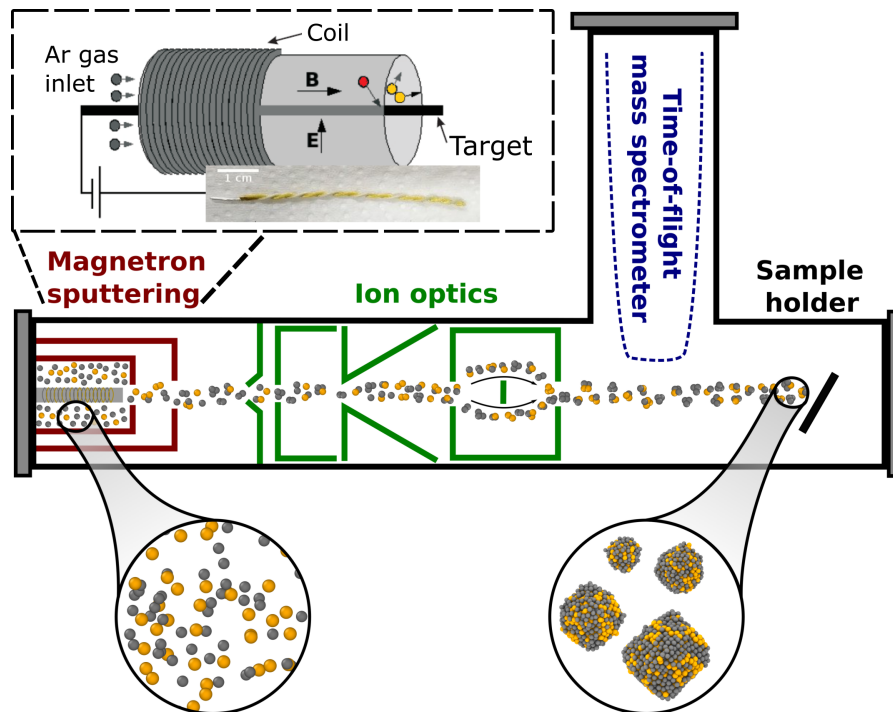 Ar gas
inlet
Coil
B
E
Target
1 cm
Magnetron
sputtering
Ion optics
Time-of-flight
mass spectrometer
Sample
holder